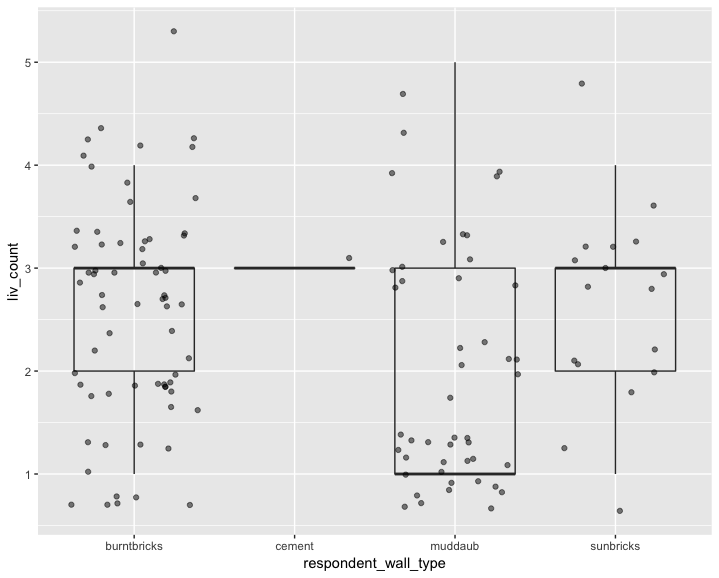 5
4
3
2
1
liv_count
burntbricks cement muddaub sunbricks
respondent_wall_type